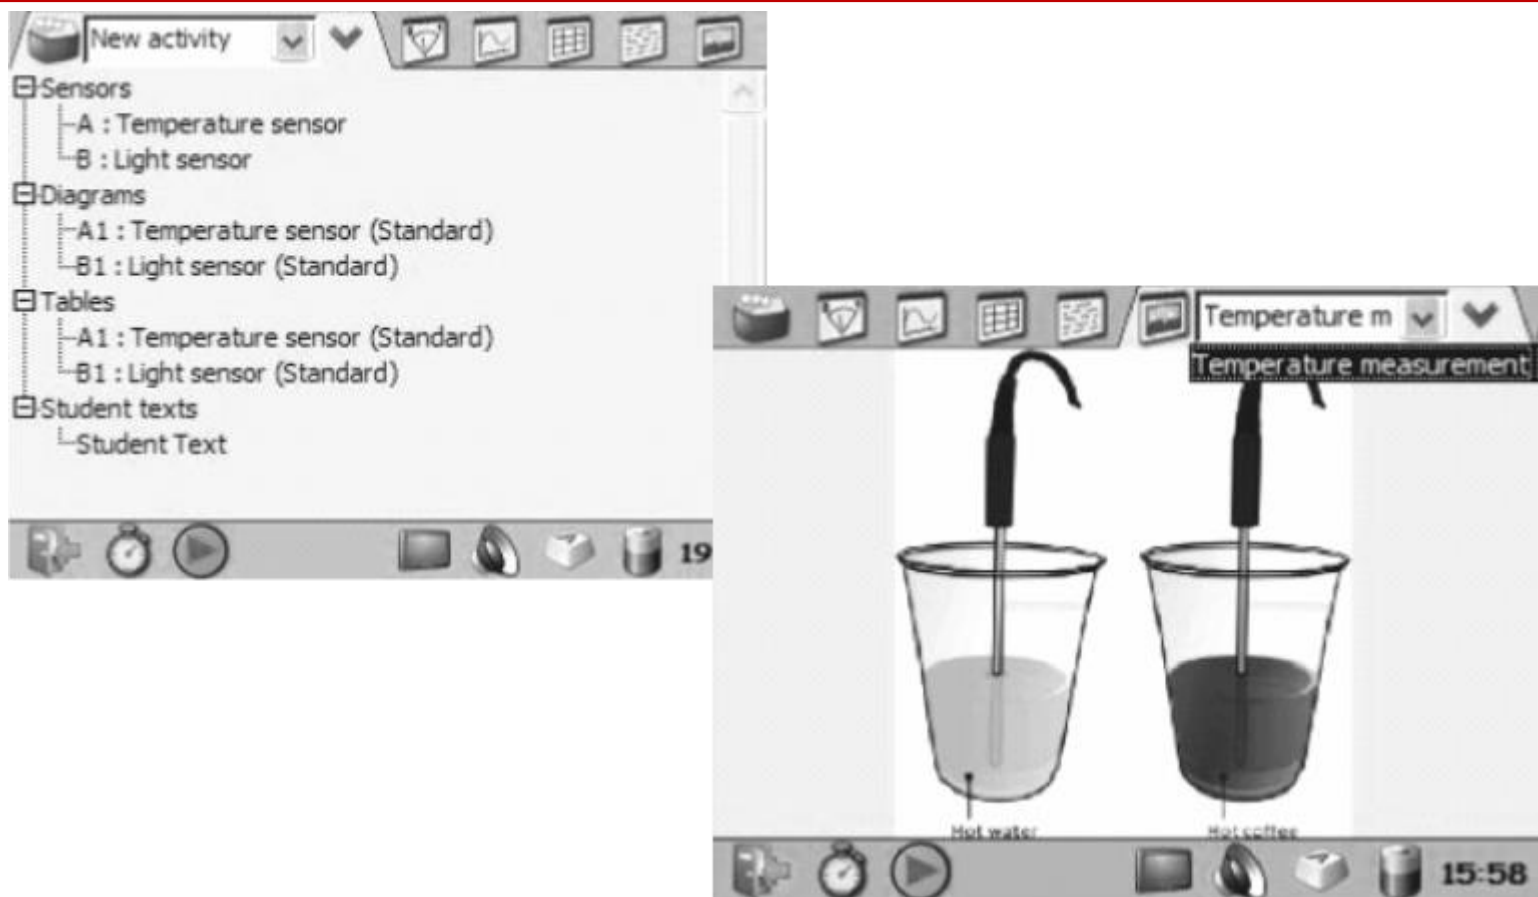 New activity
Sensors
A : Temperature sensor
B : Light sensor
Diagrams
A1 : Temperature sensor (Standard)
B1 : Light sensor (Standard)
Tables
A1 : Temperature sensor (Standard)
B1 : Light sensor (Standard)
Student texts
Student Text
19
Temperature m
Temperature measurement
Hot water
Hot coffee
15:58